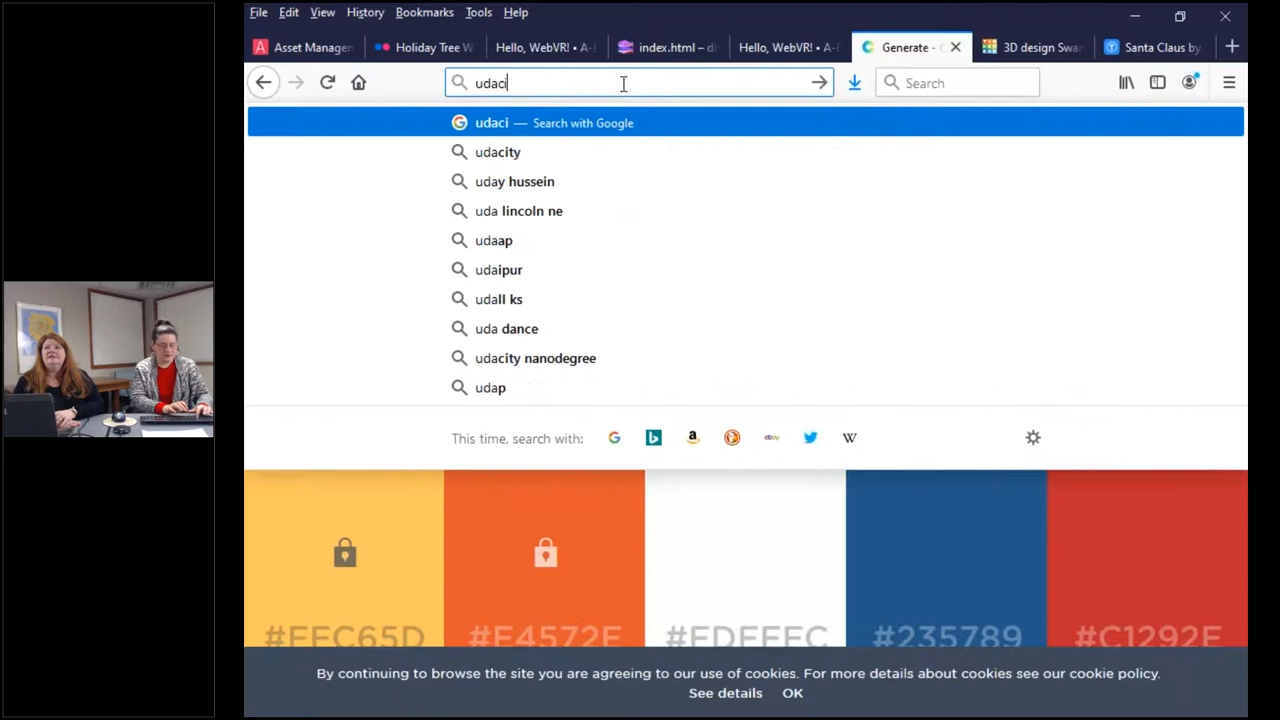 File Edit View History Bookmarks Tools Help
Asset Managem Holiday Tree W Hello, WebVR! • A- index.html – di Hello, WebVR! • A- Generate - C 3D design Swan Santa Claus by
udaci Search
udaci — Search with Google
udacity
uday hussein
uda lincoln ne
udaap
udaipur
udall ks
uda dance
udacity nanodegree
udap
This time, search with:
#FFC65D #F4572E #FDFFFC #235789 #C1292E
By continuing to browse the site you are agreeing to our use of cookies. For more details about cookies see our cookie policy.
See details OK